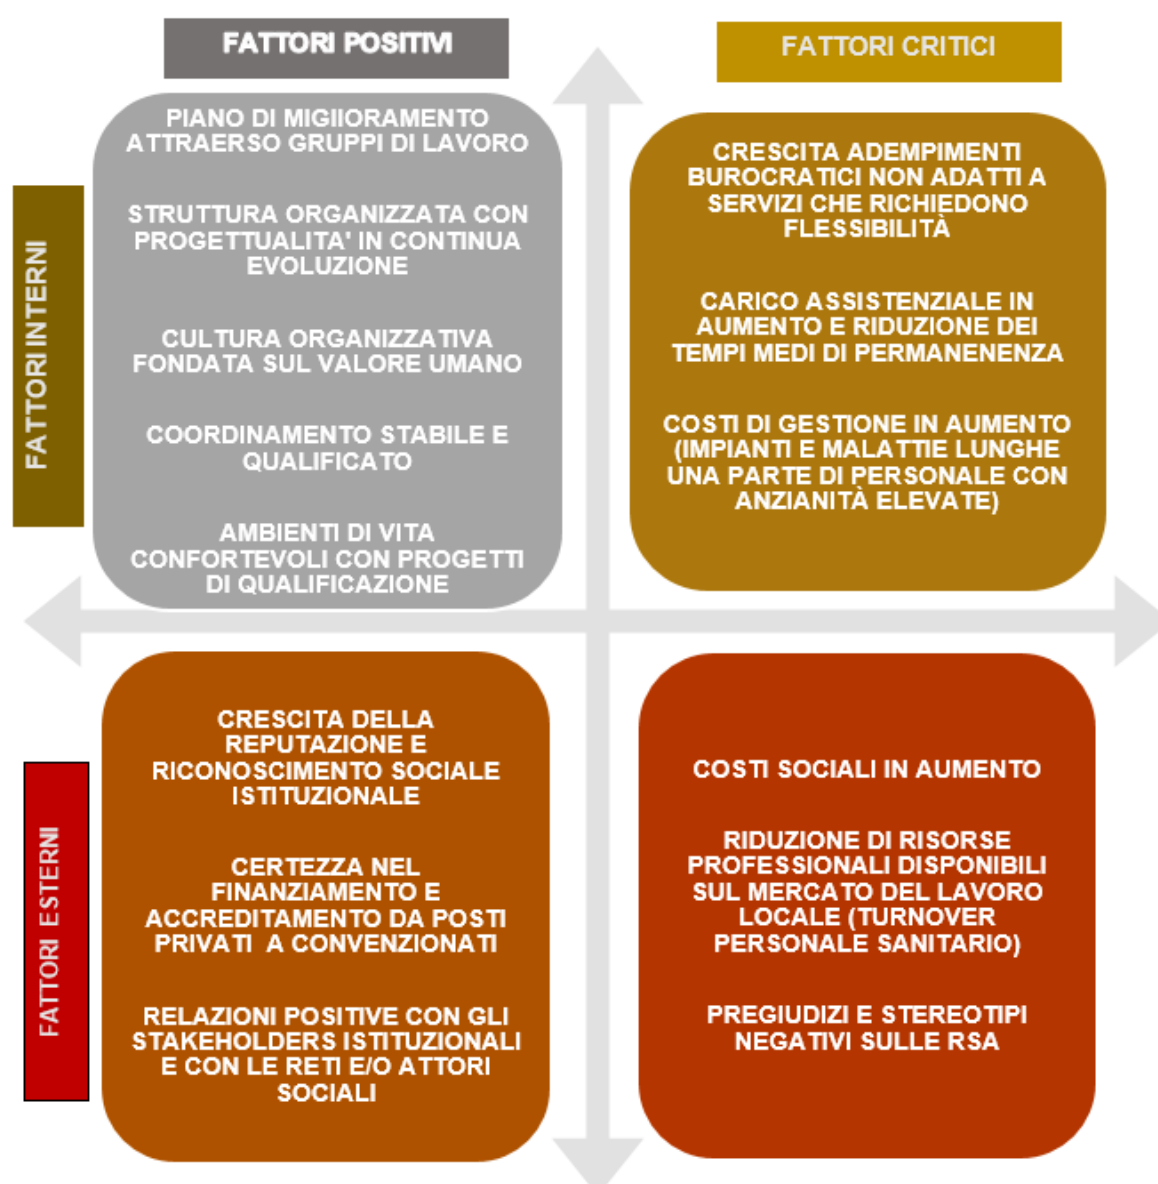 FATTORI POSITIVI
FATTORI CRITICI
FATTORI INTERNI
PIANO DI MIGIIORAMENTO
ATTRAERSO GRUPPI DI LAVORO
STRUTTURA ORGANIZZATA CON
PROGETTUALITA' IN CONTINUA
EVOLUZIONE
CULTURA ORGANIZZATIVA
FONDATA SUL VALORE UMANO
COORDINAMENTO STABILE E
QUALIFICATO
AMBIENTI DI VITA
CONFORTEVOLI CON PROGETTI
DI QUALIFICAZIONE
CRESCITA ADEMPIMENTI
BUROCRATICI NON ADATTI A
SERVIZI CHE RICHIEDONO
FLESSIBILITÀ
CARICO ASSISTENZIALE IN
AUMENTO E RIDUZIONE DEI
TEMPI MEDI DI PERMANENENZA
COSTI DI GESTIONE IN AUMENTO
(IMPIANTI E MALATTIE LUNGHE
UNA PARTE DI PERSONALE CON
ANZIANITÀ ELEVATE)
FATTORI ESTERNI
CRESCITA DELLA
REPUTAZIONE E
RICONOSCIMENTO SOCIALE
ISTITUZIONALE
CERTEZZA NEL
FINANZIAMENTO E
ACCREDITAMENTO DA POSTI
PRIVATI A CONVENZIONATI
RELAZIONI POSITIVE CON GLI
STAKEHOLDERS ISTITUZIONALI
E CON LE RETI E/O ATTORI
SOCIALI
COSTI SOCIALI IN AUMENTO
RIDUZIONE DI RISORSE
PROFESSIONALI DISPONIBILI
SUL MERCATO DEL LAVORO
LOCALE (TURNOVER
PERSONALE SANITARIO)
PREGIUDIZI E STEREOTIPI
NEGATIVI SULLE RSA